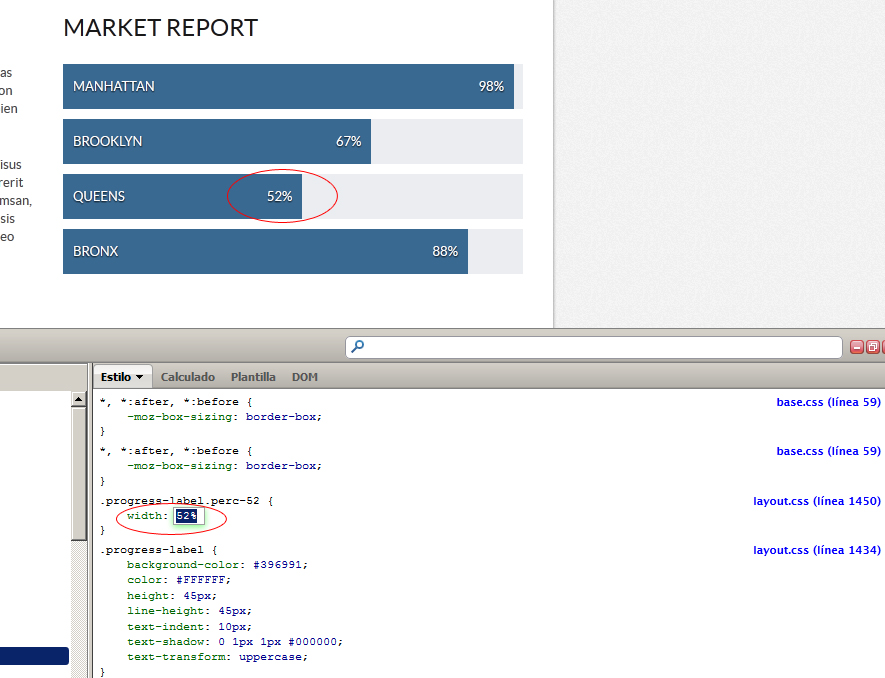 MARKET REPORT
as
on
ien
isus
rerit
msan,
sis
eo
MANHATTAN 98%
BROOKLYN 67%
QUEENS 52%
BRONX 88%
Estilo Calculado Plantilla DOM
*, *:after, *:before { base.css (línea 59)
-moz-box-sizing: border-box;
}
*, *:after, *:before { base.css (línea 59)
-moz-box-sizing: border-box;
}
.progress-label.perc-52 { layout.css (línea 1450)
width: 52%
}
.progress-label { layout.css (línea 1434)
background-color: #396991;
color: #FFFFFF;
height: 45px;
line-height: 45px;
text-indent: 10px;
text-shadow: 0 1px 1px #000000;
text-transform: uppercase;
}